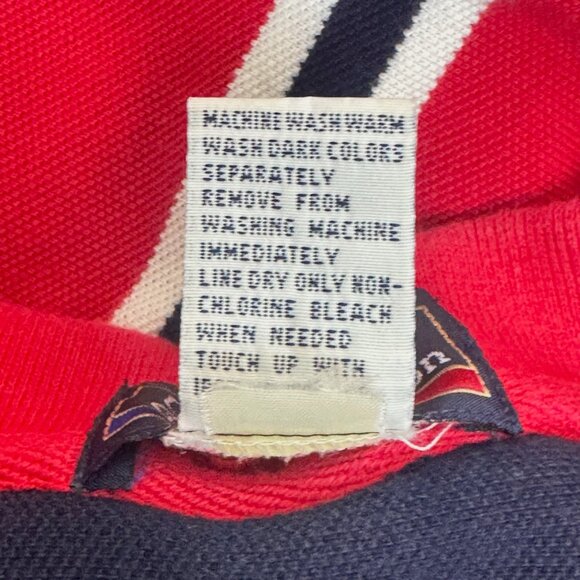 MACHINE WASH WARM
WASH DARK COLORS
SEPARATELY
REMOVE FROM
WASHING MACHINE
IMMEDIATELY
LINE DRY ONLY NON-
CHLORINE BLEACH
WHEN NEEDED
TOUCH UP WITH
on